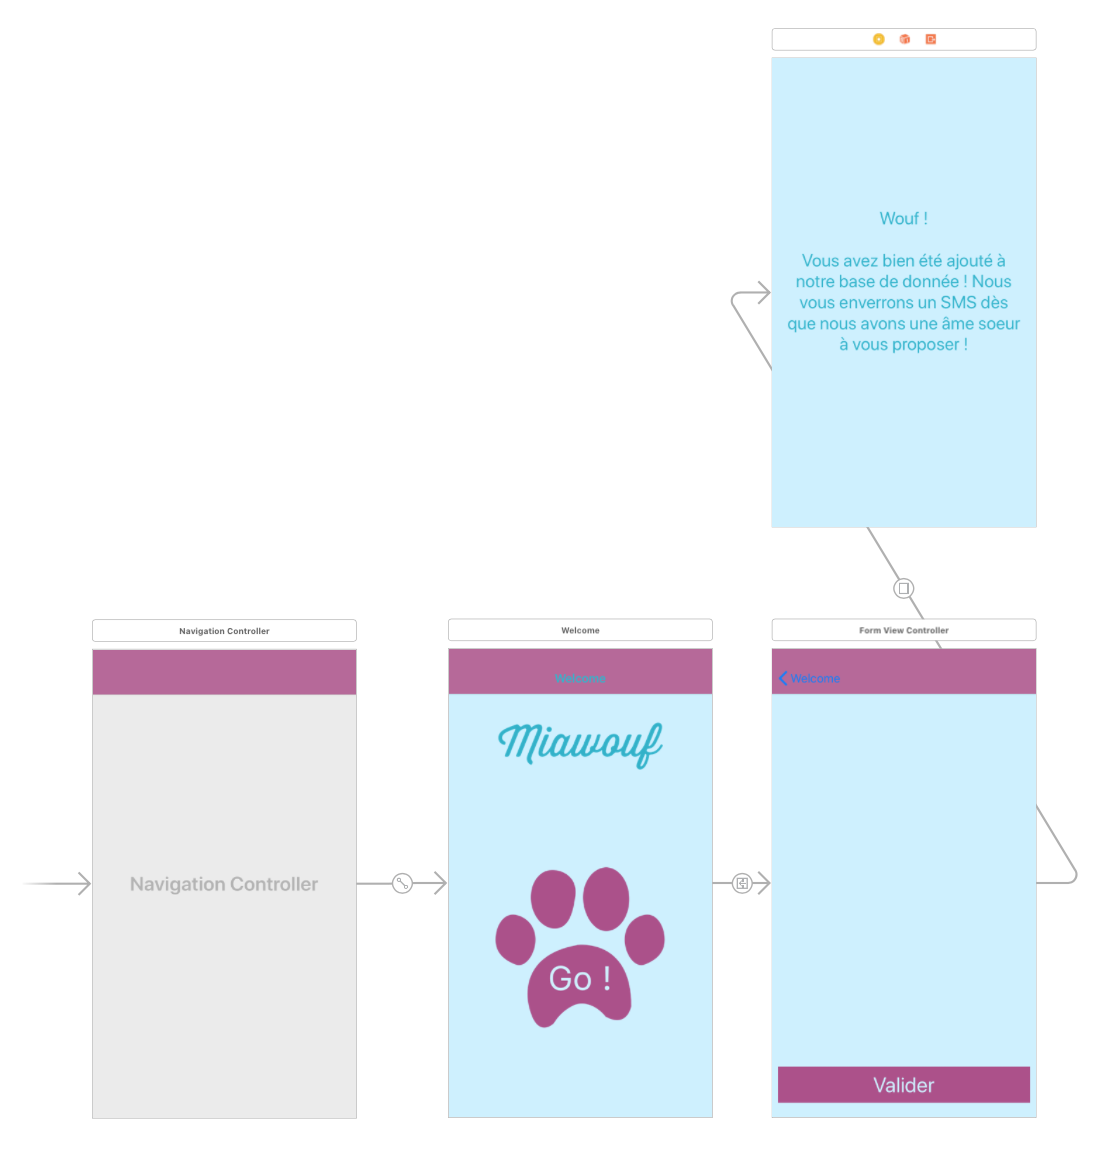 Wouf !
Vous avez bien été ajouté à
notre base de donnée ! Nous
vous enverrons un SMS dès
que nous avons une âme soeur
à vous proposer !
Navigation Controller
Welcome
Form View Controller
Welcome
Welcome
Miawouf
Navigation Controller
Go !
Valider